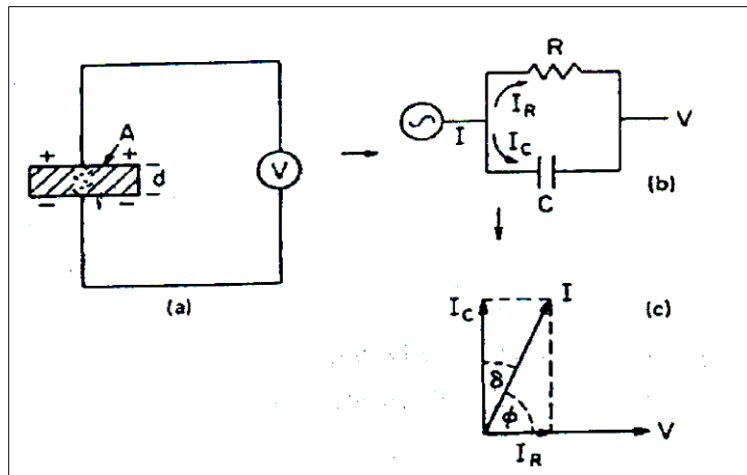 A
+ +
d
- -
V
(a)
R
I_R
I
I_C
V
C
(b)
I_C
I
(c)
δ
φ
V
I_R